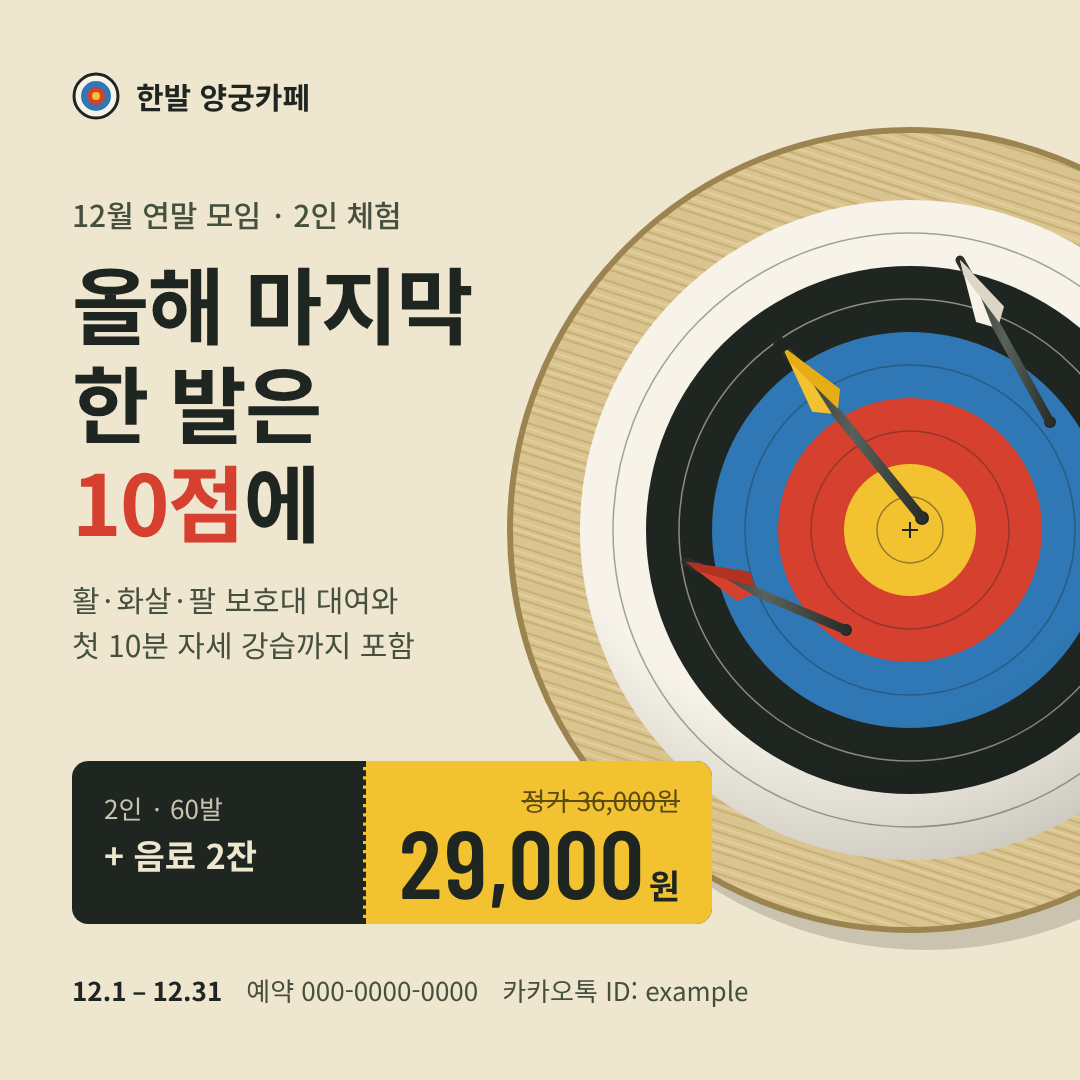 한발 양궁카페
12월 연말 모임 · 2인 체험
올해 마지막
한 발은
10점에
활·화살·팔 보호대 대여와
첫 10분 자세 강습까지 포함
2인 · 60발
+ 음료 2잔
정가 36,000원
29,000원
12.1 – 12.31 예약 000-0000-0000 카카오톡 ID: example